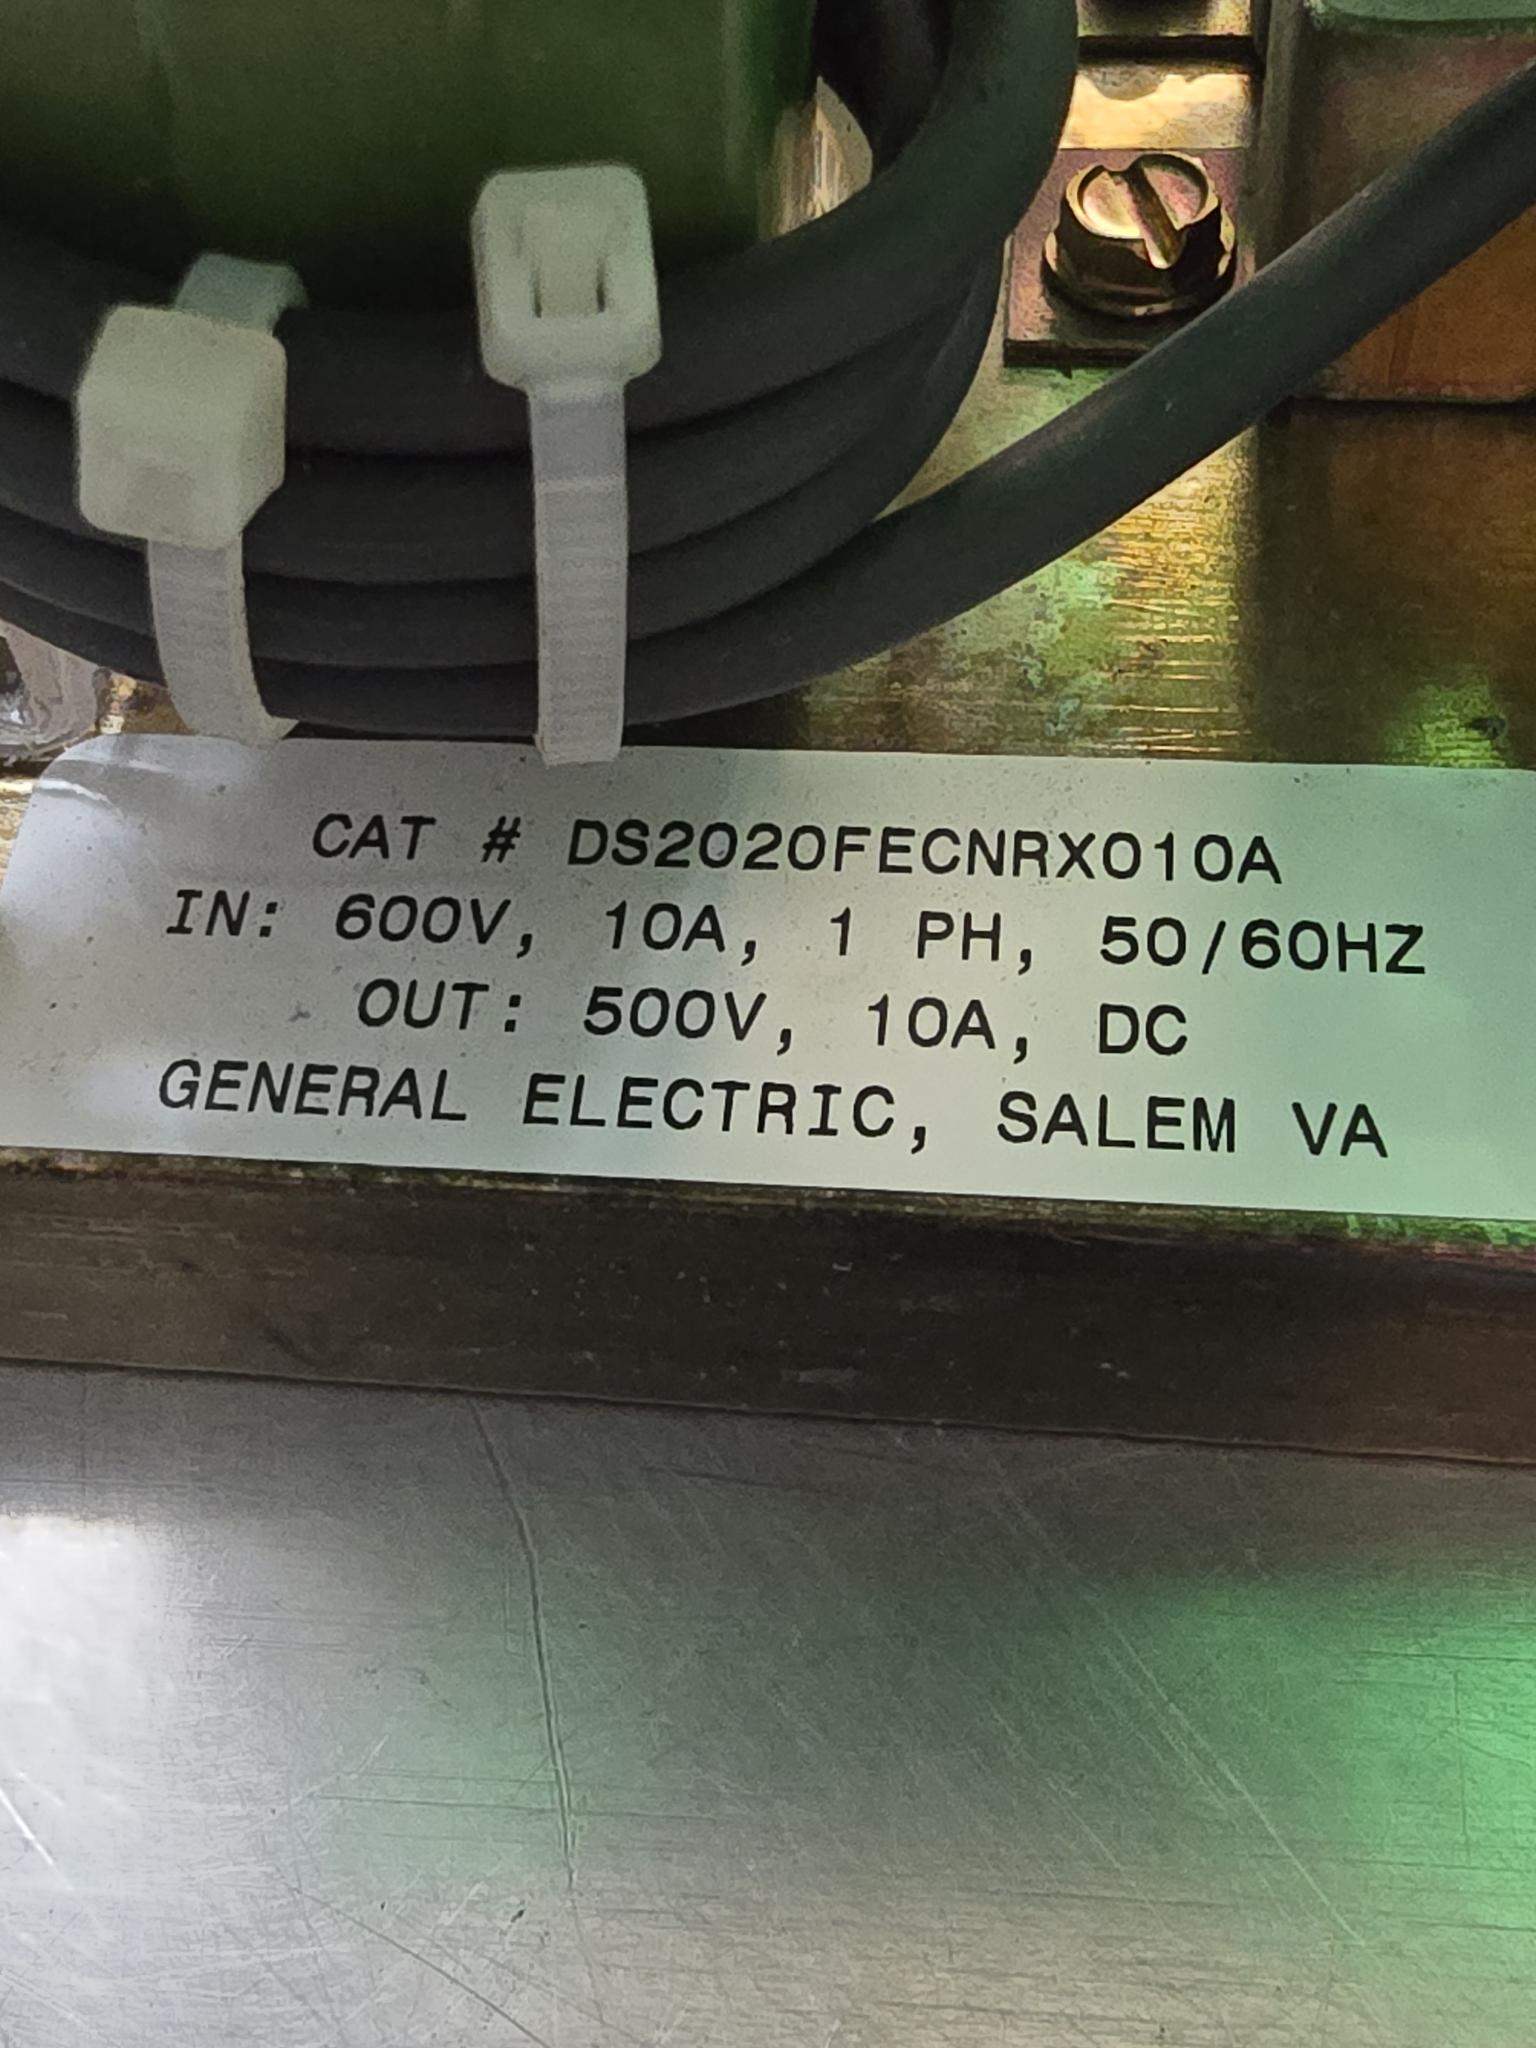 CAT # DS2020FECNRX010A
IN: 600V, 10A, 1 PH, 50/60HZ
OUT: 500V, 10A, DC
GENERAL ELECTRIC, SALEM VA